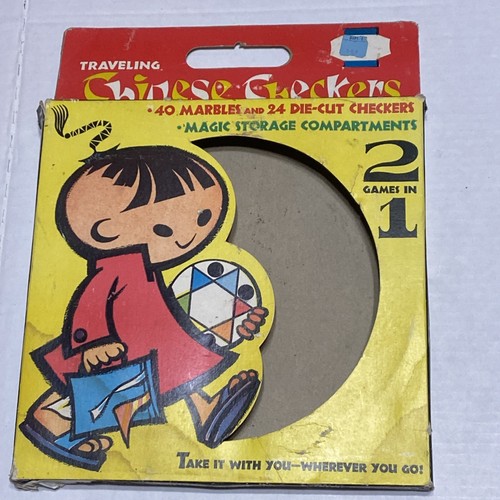 TRAVELING
Chinese Checkers
• 40 MARBLES AND 24 DIE-CUT CHECKERS
• MAGIC STORAGE COMPARTMENTS
2
GAMES IN
1
TAKE IT WITH YOU—WHEREVER YOU GO!